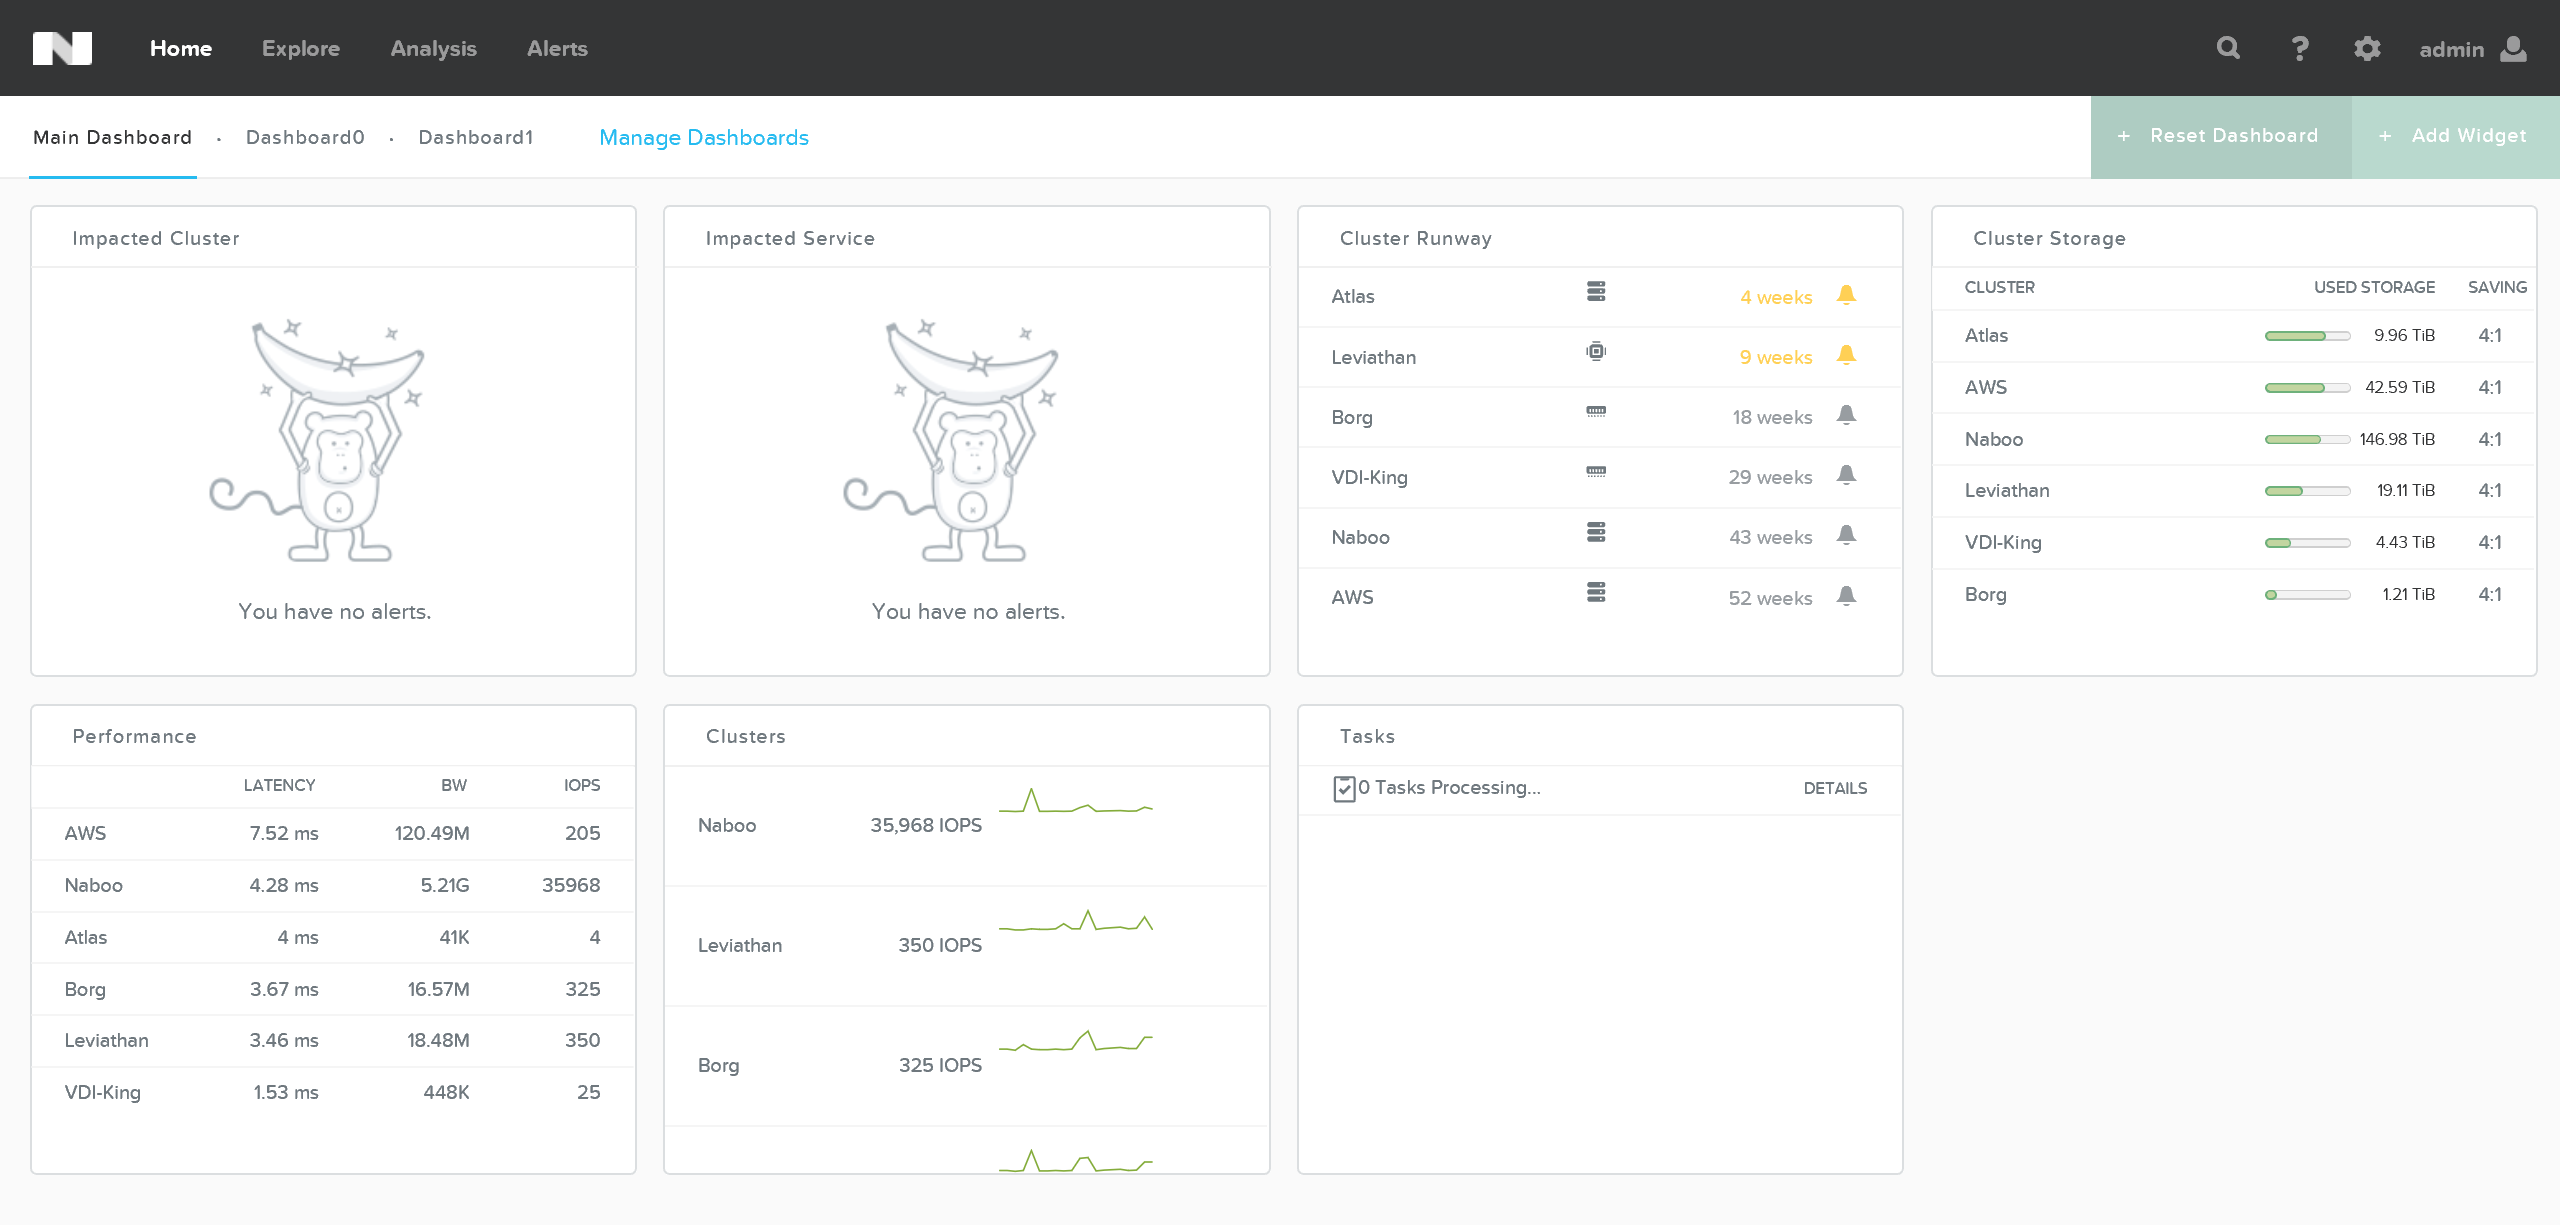 Home Explore Analysis Alerts admin
Main Dashboard · Dashboard0 · Dashboard1 Manage Dashboards + Reset Dashboard + Add Widget
Impacted Cluster
You have no alerts.
Impacted Service
You have no alerts.
Cluster Runway
Atlas 4 weeks
Leviathan 9 weeks
Borg 18 weeks
VDI-King 29 weeks
Naboo 43 weeks
AWS 52 weeks
Cluster Storage
CLUSTER USED STORAGE SAVING
Atlas 9.96 TiB 4:1
AWS 42.59 TiB 4:1
Naboo 146.98 TiB 4:1
Leviathan 19.11 TiB 4:1
VDI-King 4.43 TiB 4:1
Borg 1.21 TiB 4:1
Performance
LATENCY BW IOPS
AWS 7.52 ms 120.49M 205
Naboo 4.28 ms 5.21G 35968
Atlas 4 ms 41K 4
Borg 3.67 ms 16.57M 325
Leviathan 3.46 ms 18.48M 350
VDI-King 1.53 ms 448K 25
Clusters
Naboo 35,968 IOPS
Leviathan 350 IOPS
Borg 325 IOPS
Tasks
0 Tasks Processing... DETAILS